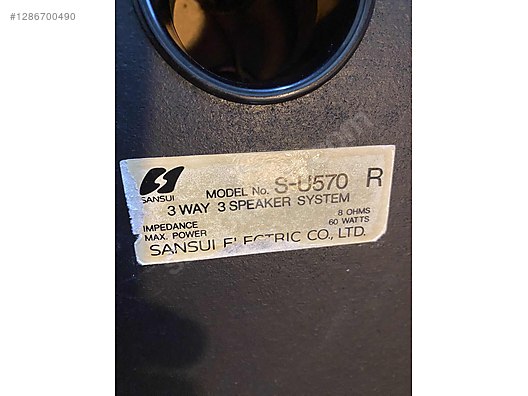 #1286700490
SANSUI
MODEL No. S-U570 R
3 WAY 3 SPEAKER SYSTEM
IMPEDANCE 8 OHMS
MAX. POWER 60 WATTS
SANSUI ELECTRIC CO., LTD.